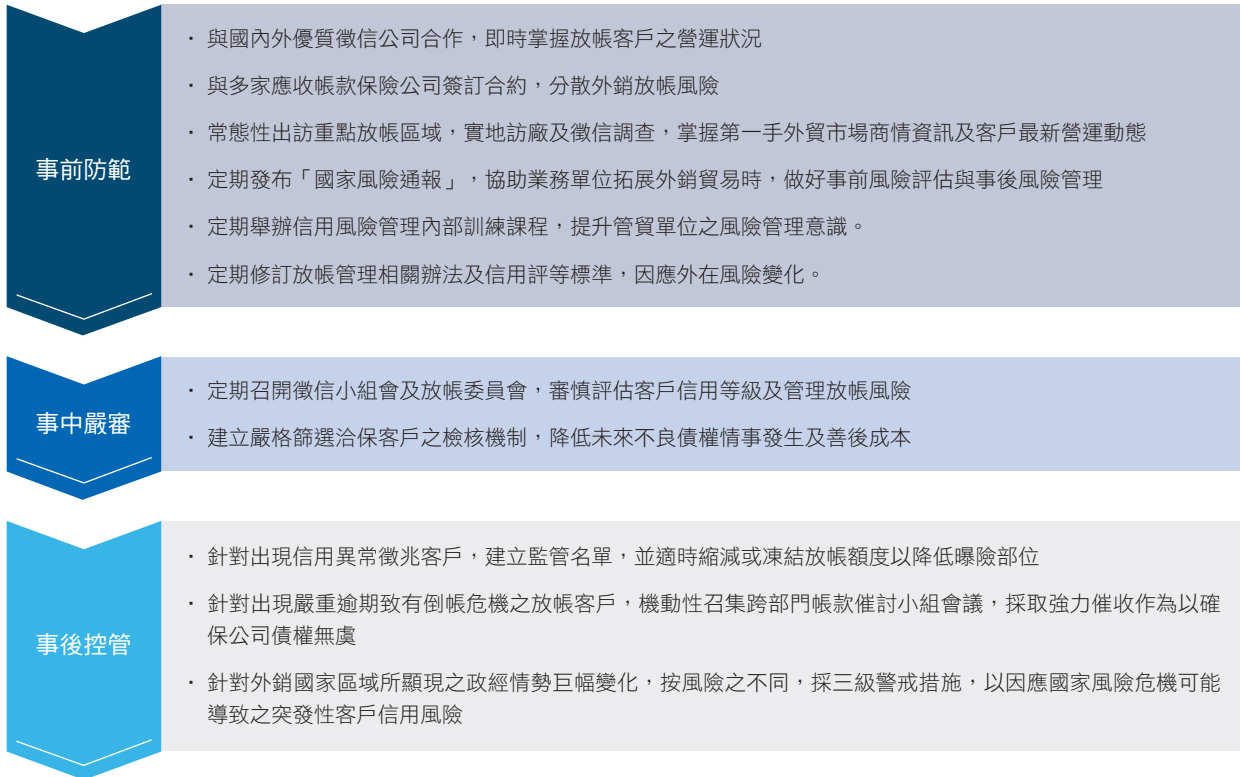 事前防範
· 與國內外優質徵信公司合作，即時掌握放帳客戶之營運狀況
· 與多家應收帳款保險公司簽訂合約，分散外銷放帳風險
· 常態性出訪重點放帳區域，實地訪廠及徵信調查，掌握第一手外貿市場商情資訊及客戶最新營運動態
· 定期發布「國家風險通報」，協助業務單位拓展外銷貿易時，做好事前風險評估與事後風險管理
· 定期舉辦信用風險管理內部訓練課程，提升管貿單位之風險管理意識。
· 定期修訂放帳管理相關辦法及信用評等標準，因應外在風險變化。
事中嚴審
· 定期召開徵信小組會及放帳委員會，審慎評估客戶信用等級及管理放帳風險
· 建立嚴格篩選洽保客戶之檢核機制，降低未來不良債權情事發生及善後成本
事後控管
· 針對出現信用異常徵兆客戶，建立監管名單，並適時縮減或凍結放帳額度以降低曝險部位
· 針對出現嚴重逾期致有倒帳危機之放帳客戶，機動性召集跨部門帳款催討小組會議，採取強力催收作為以確
保公司債權無虞
· 針對外銷國家區域所顯現之政經情勢巨幅變化，按風險之不同，採三級警戒措施，以因應國家風險危機可能
導致之突發性客戶信用風險